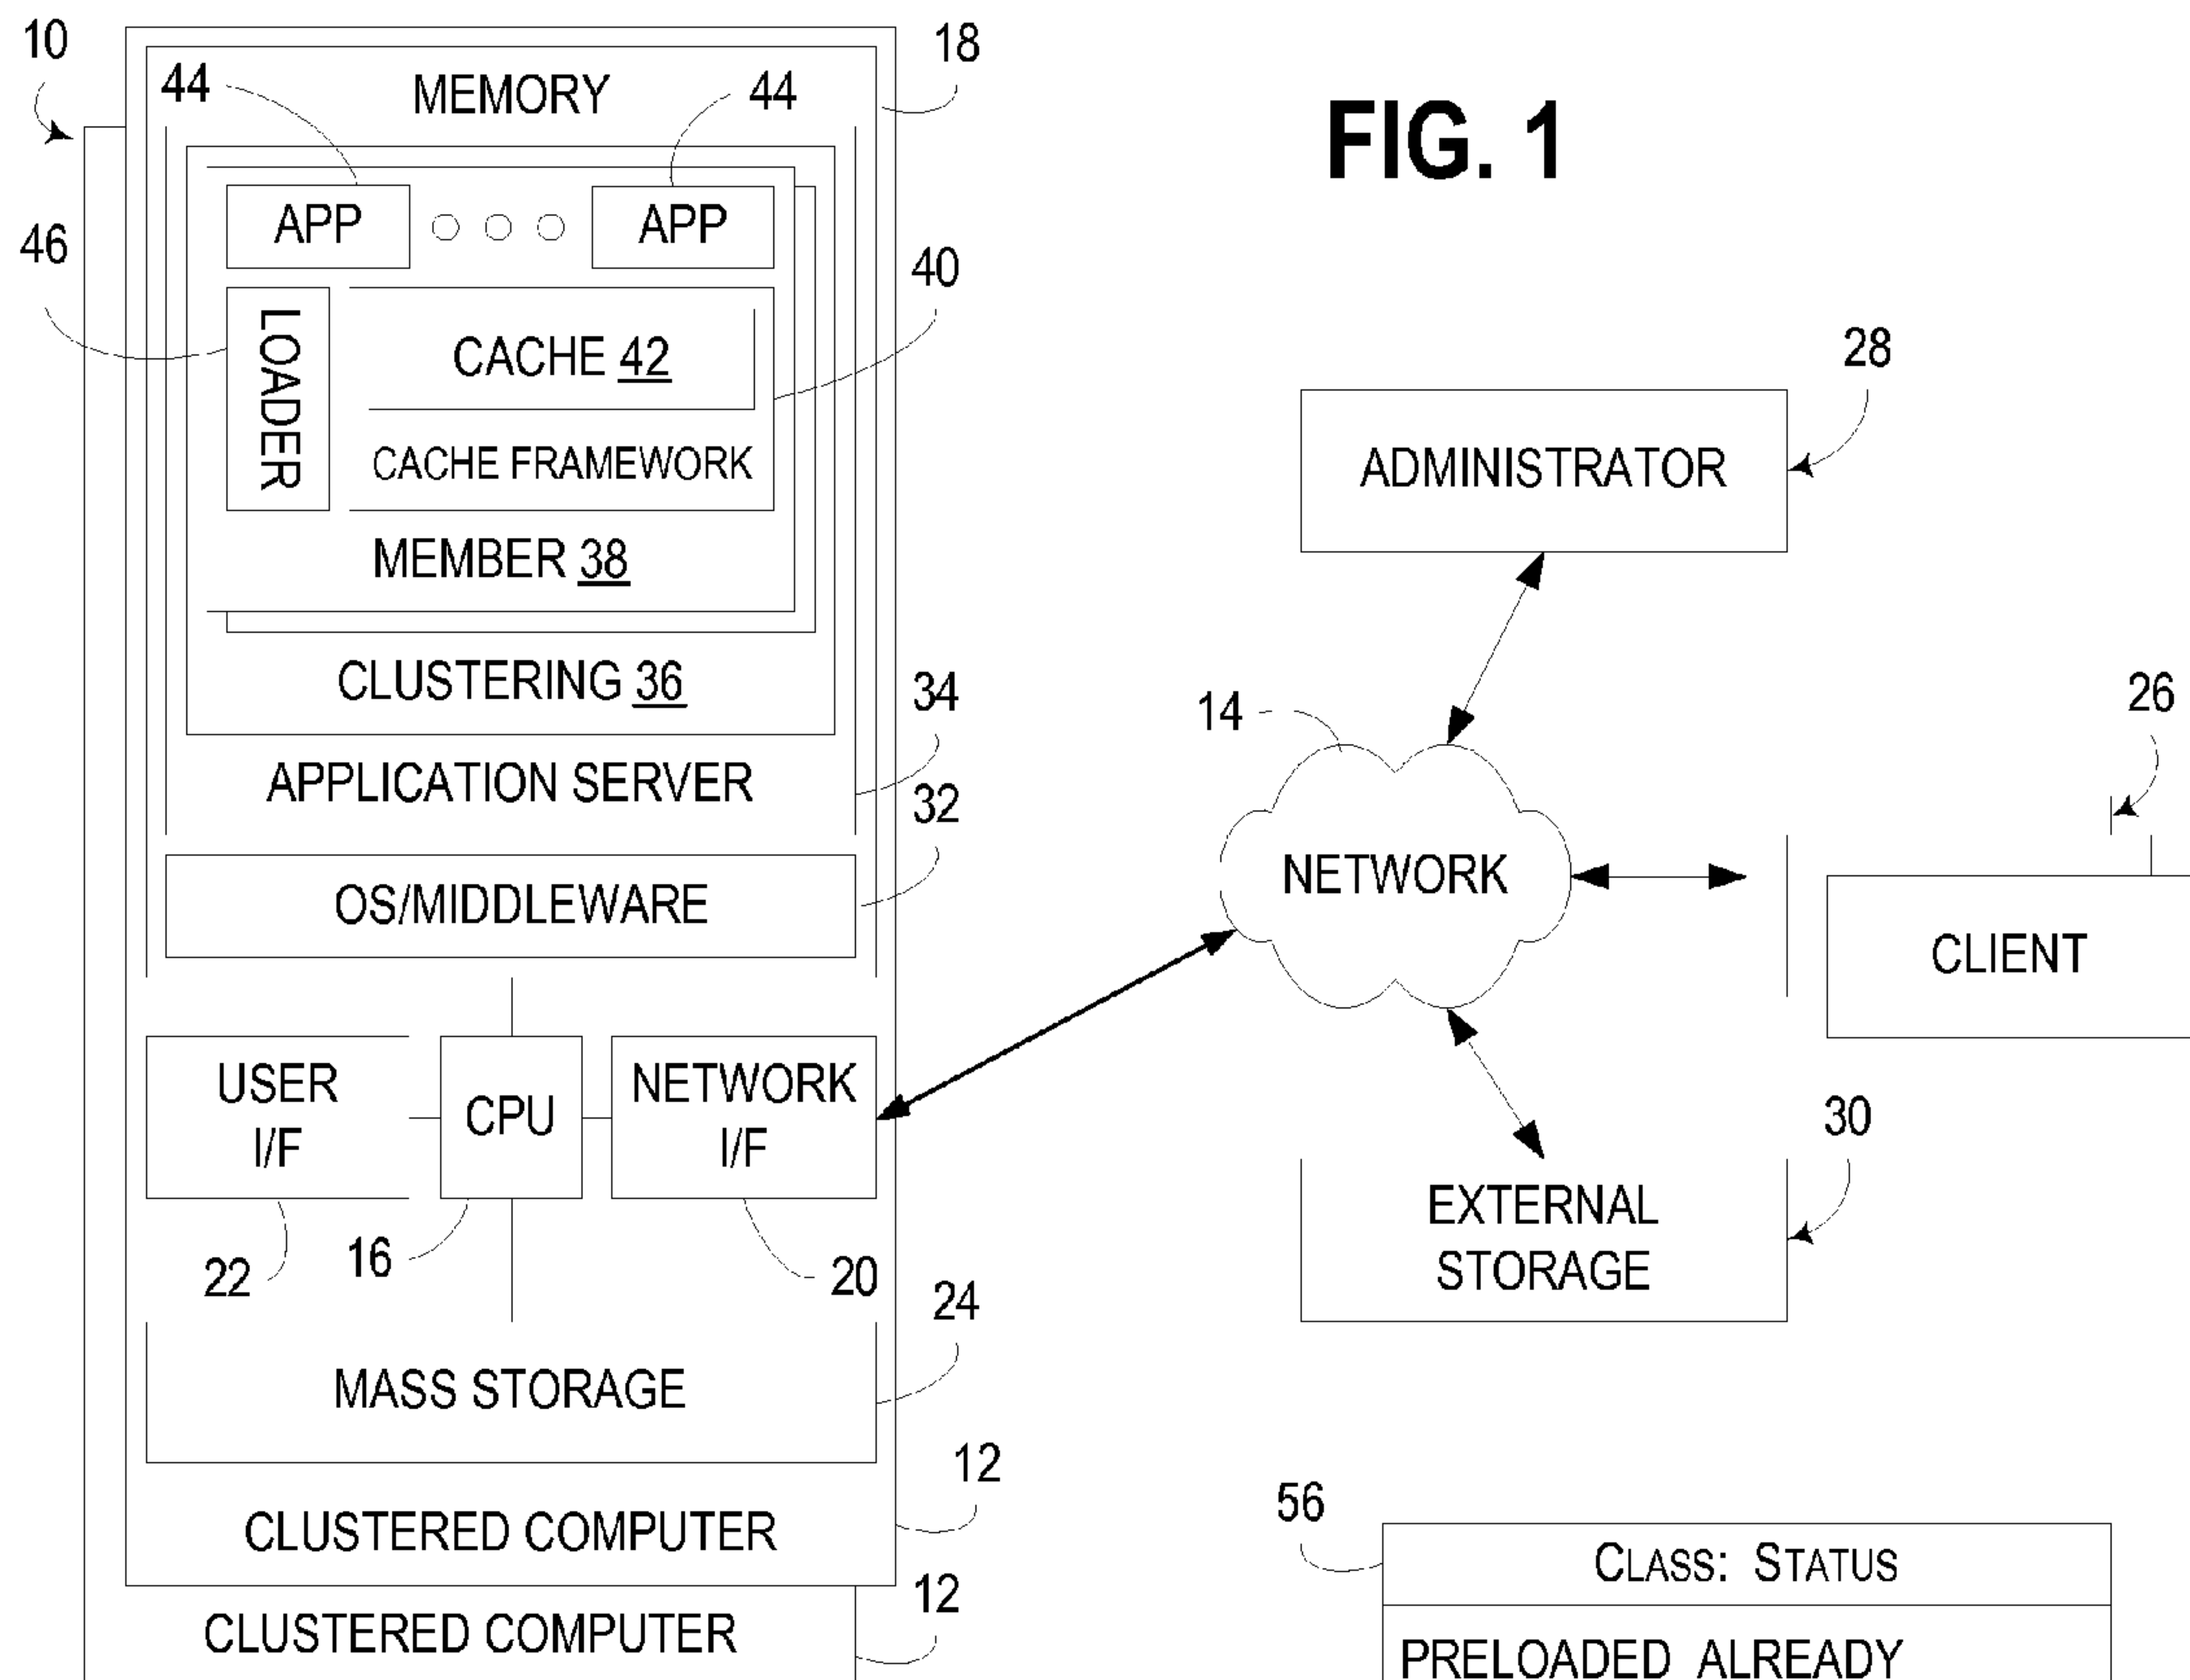 FIG. 1
10
18
44
MEMORY
44
APP
APP
46
40
LOADER
CACHE 42
CACHE FRAMEWORK
MEMBER 38
CLUSTERING 36
34
APPLICATION SERVER
32
OS/MIDDLEWARE
USER
I/F
CPU
NETWORK
I/F
22
16
20
24
MASS STORAGE
12
CLUSTERED COMPUTER
12
CLUSTERED COMPUTER
28
ADMINISTRATOR
14
26
NETWORK
CLIENT
30
EXTERNAL
STORAGE
56
CLASS: STATUS
PRELOADED ALREADY